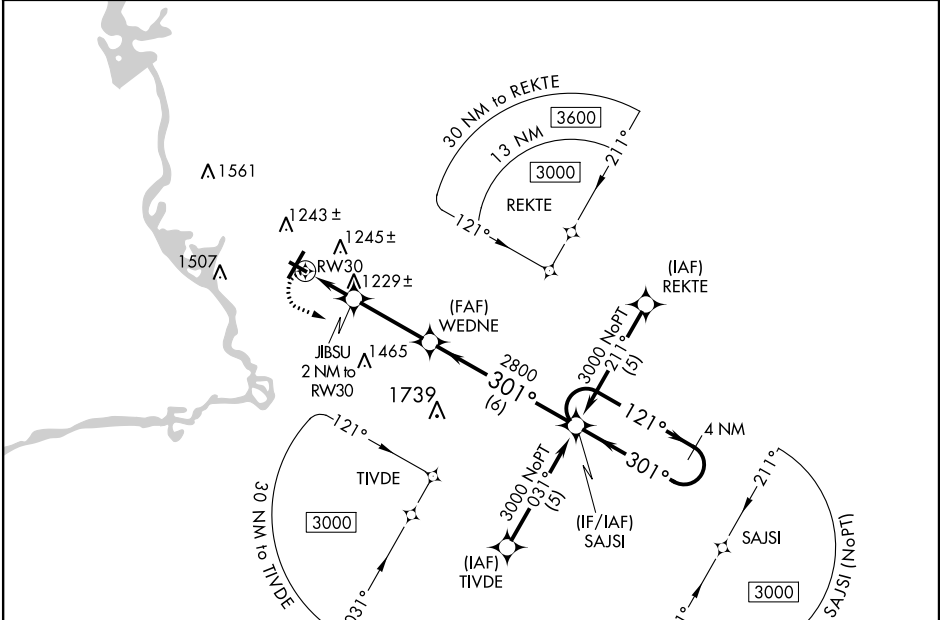 30 NM to REKTE
3600
13 NM
3000
211°
REKTE
121°
1561
1243 ±
1245 ±
1507
RW30
1229 ±
(IAF)
REKTE
(FAF)
WEDNE
3000 NoPT
211°
(5)
JIBSU
2 NM to
RW30
1465
2800
301°
(6)
1739
121°
4 NM
301°
121°
TIVDE
3000
30 NM to TIVDE
031°
3000 NoPT
031°
(5)
(IF/IAF)
SAJSI
(IAF)
TIVDE
211°
SAJSI
3000
SAJSI (NoPT)